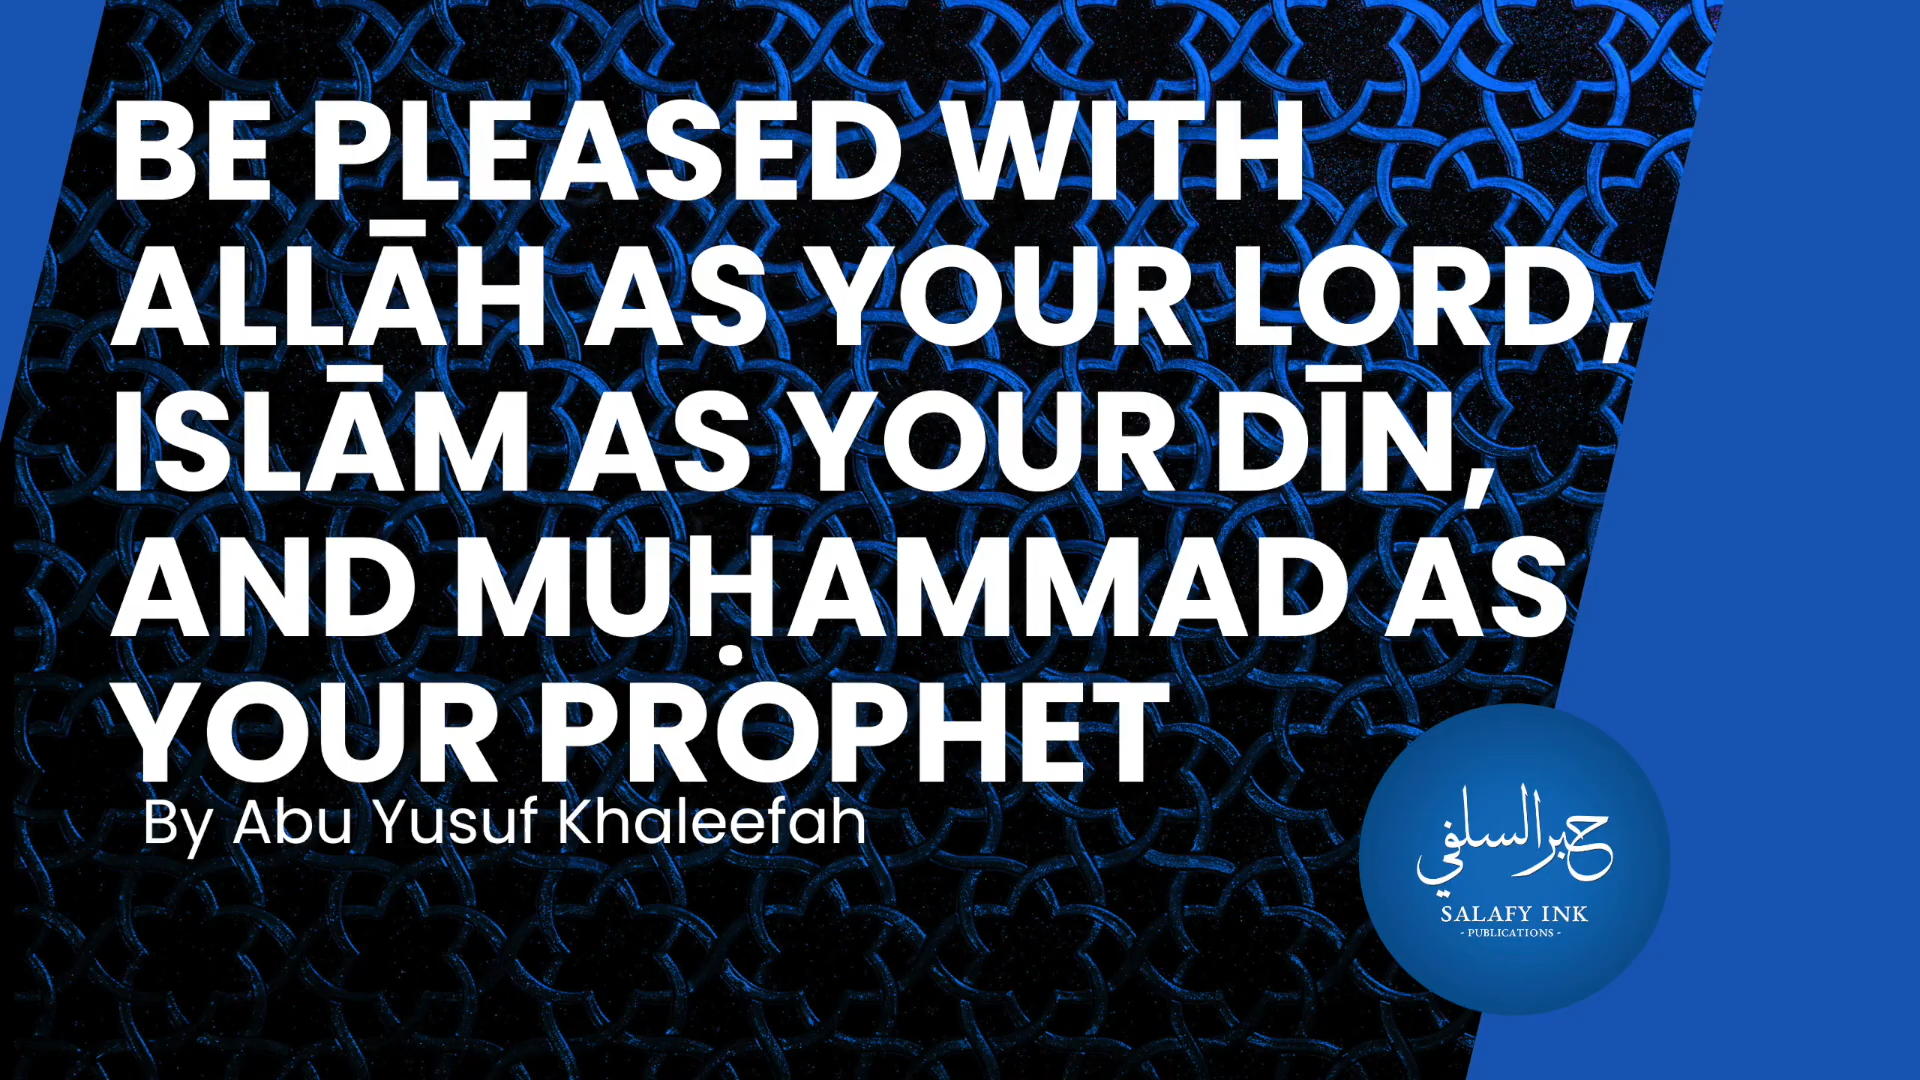 BE PLEASED WITH
ALLĀH AS YOUR LORD,
ISLĀM AS YOUR DĪN,
AND MUḤAMMAD AS
YOUR PROPHET
By Abu Yusuf Khaleefah
حبر السلفي
SALAFY INK
- PUBLICATIONS -